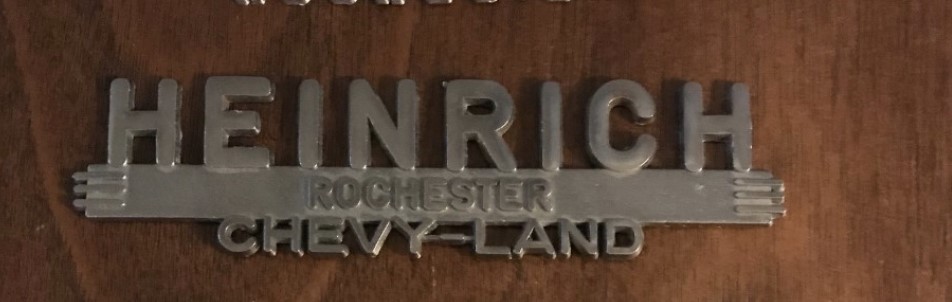 HEINRICH
ROCHESTER
CHEVY-LAND